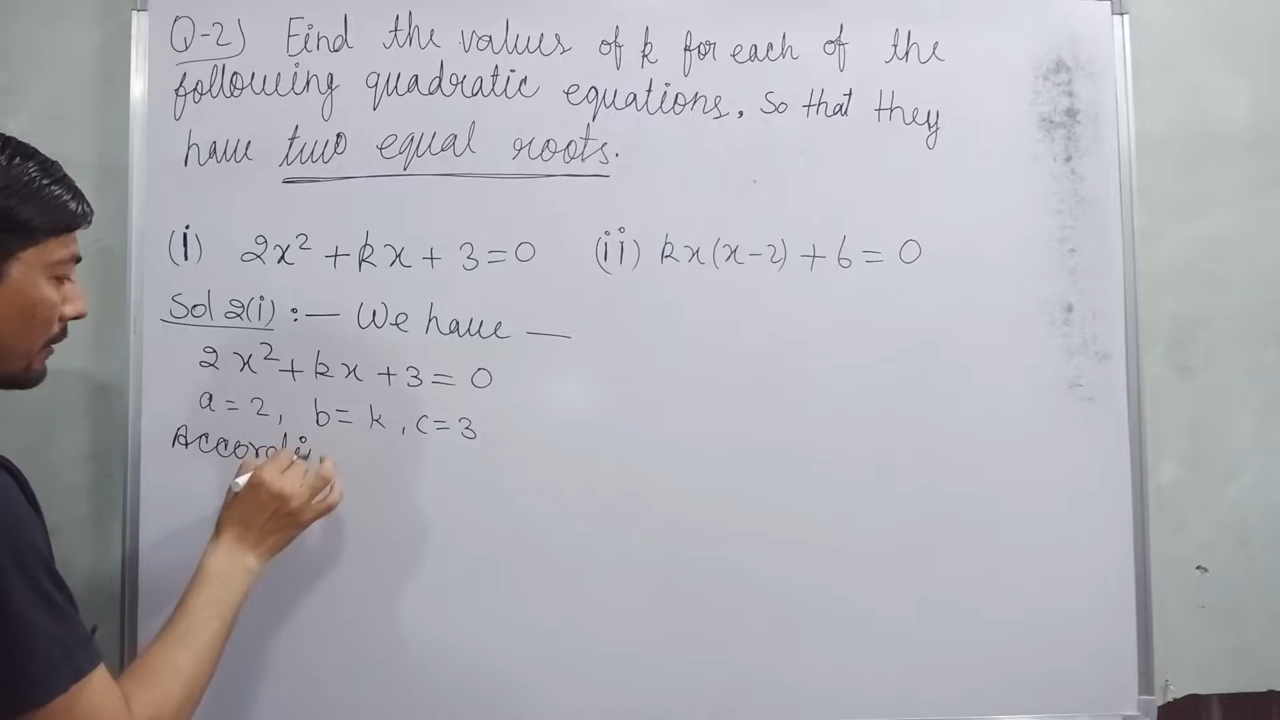 Q-2) Find the values of k for each of the
following quadratic equations, so that they
have two equal roots.
(i) 2x² + kx + 3 = 0 (ii) kx(x-2) + 6 = 0
Sol 2(i) :— We have —
2x² + kx + 3 = 0
a = 2, b = k, c = 3
Accordi